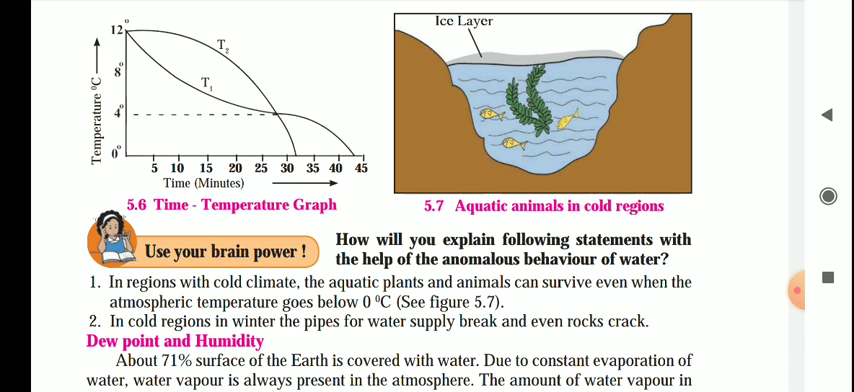 12°
8°
4°
0°
Temperature ⁰C
T₂
T₁
5 10 15 20 25 30 35 40 45
Time (Minutes)
5.6 Time - Temperature Graph
Ice Layer
5.7 Aquatic animals in cold regions
Use your brain power !
How will you explain following statements with
the help of the anomalous behaviour of water?
1. In regions with cold climate, the aquatic plants and animals can survive even when the
atmospheric temperature goes below 0 ⁰C (See figure 5.7).
2. In cold regions in winter the pipes for water supply break and even rocks crack.
Dew point and Humidity
About 71% surface of the Earth is covered with water. Due to constant evaporation of
water, water vapour is always present in the atmosphere. The amount of water vapour in